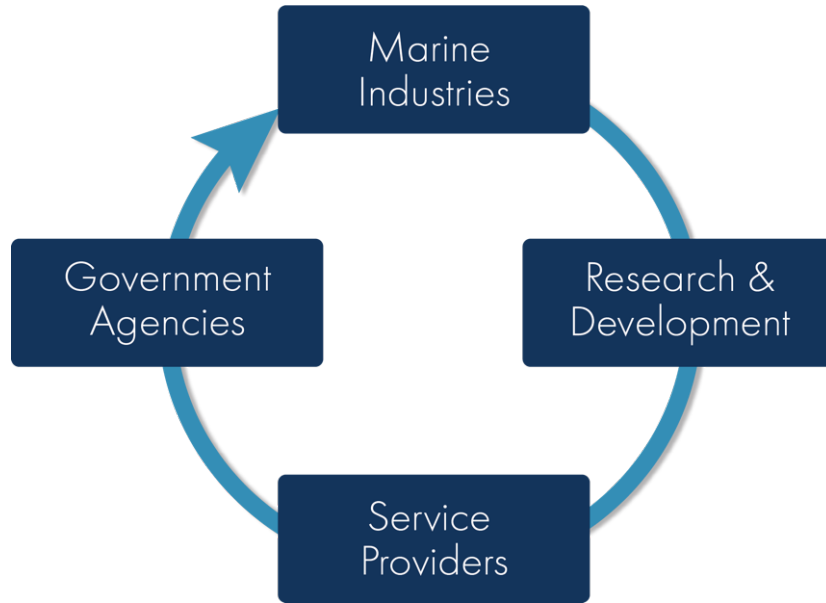 Marine
Industries
Government
Agencies
Research &
Development
Service
Providers